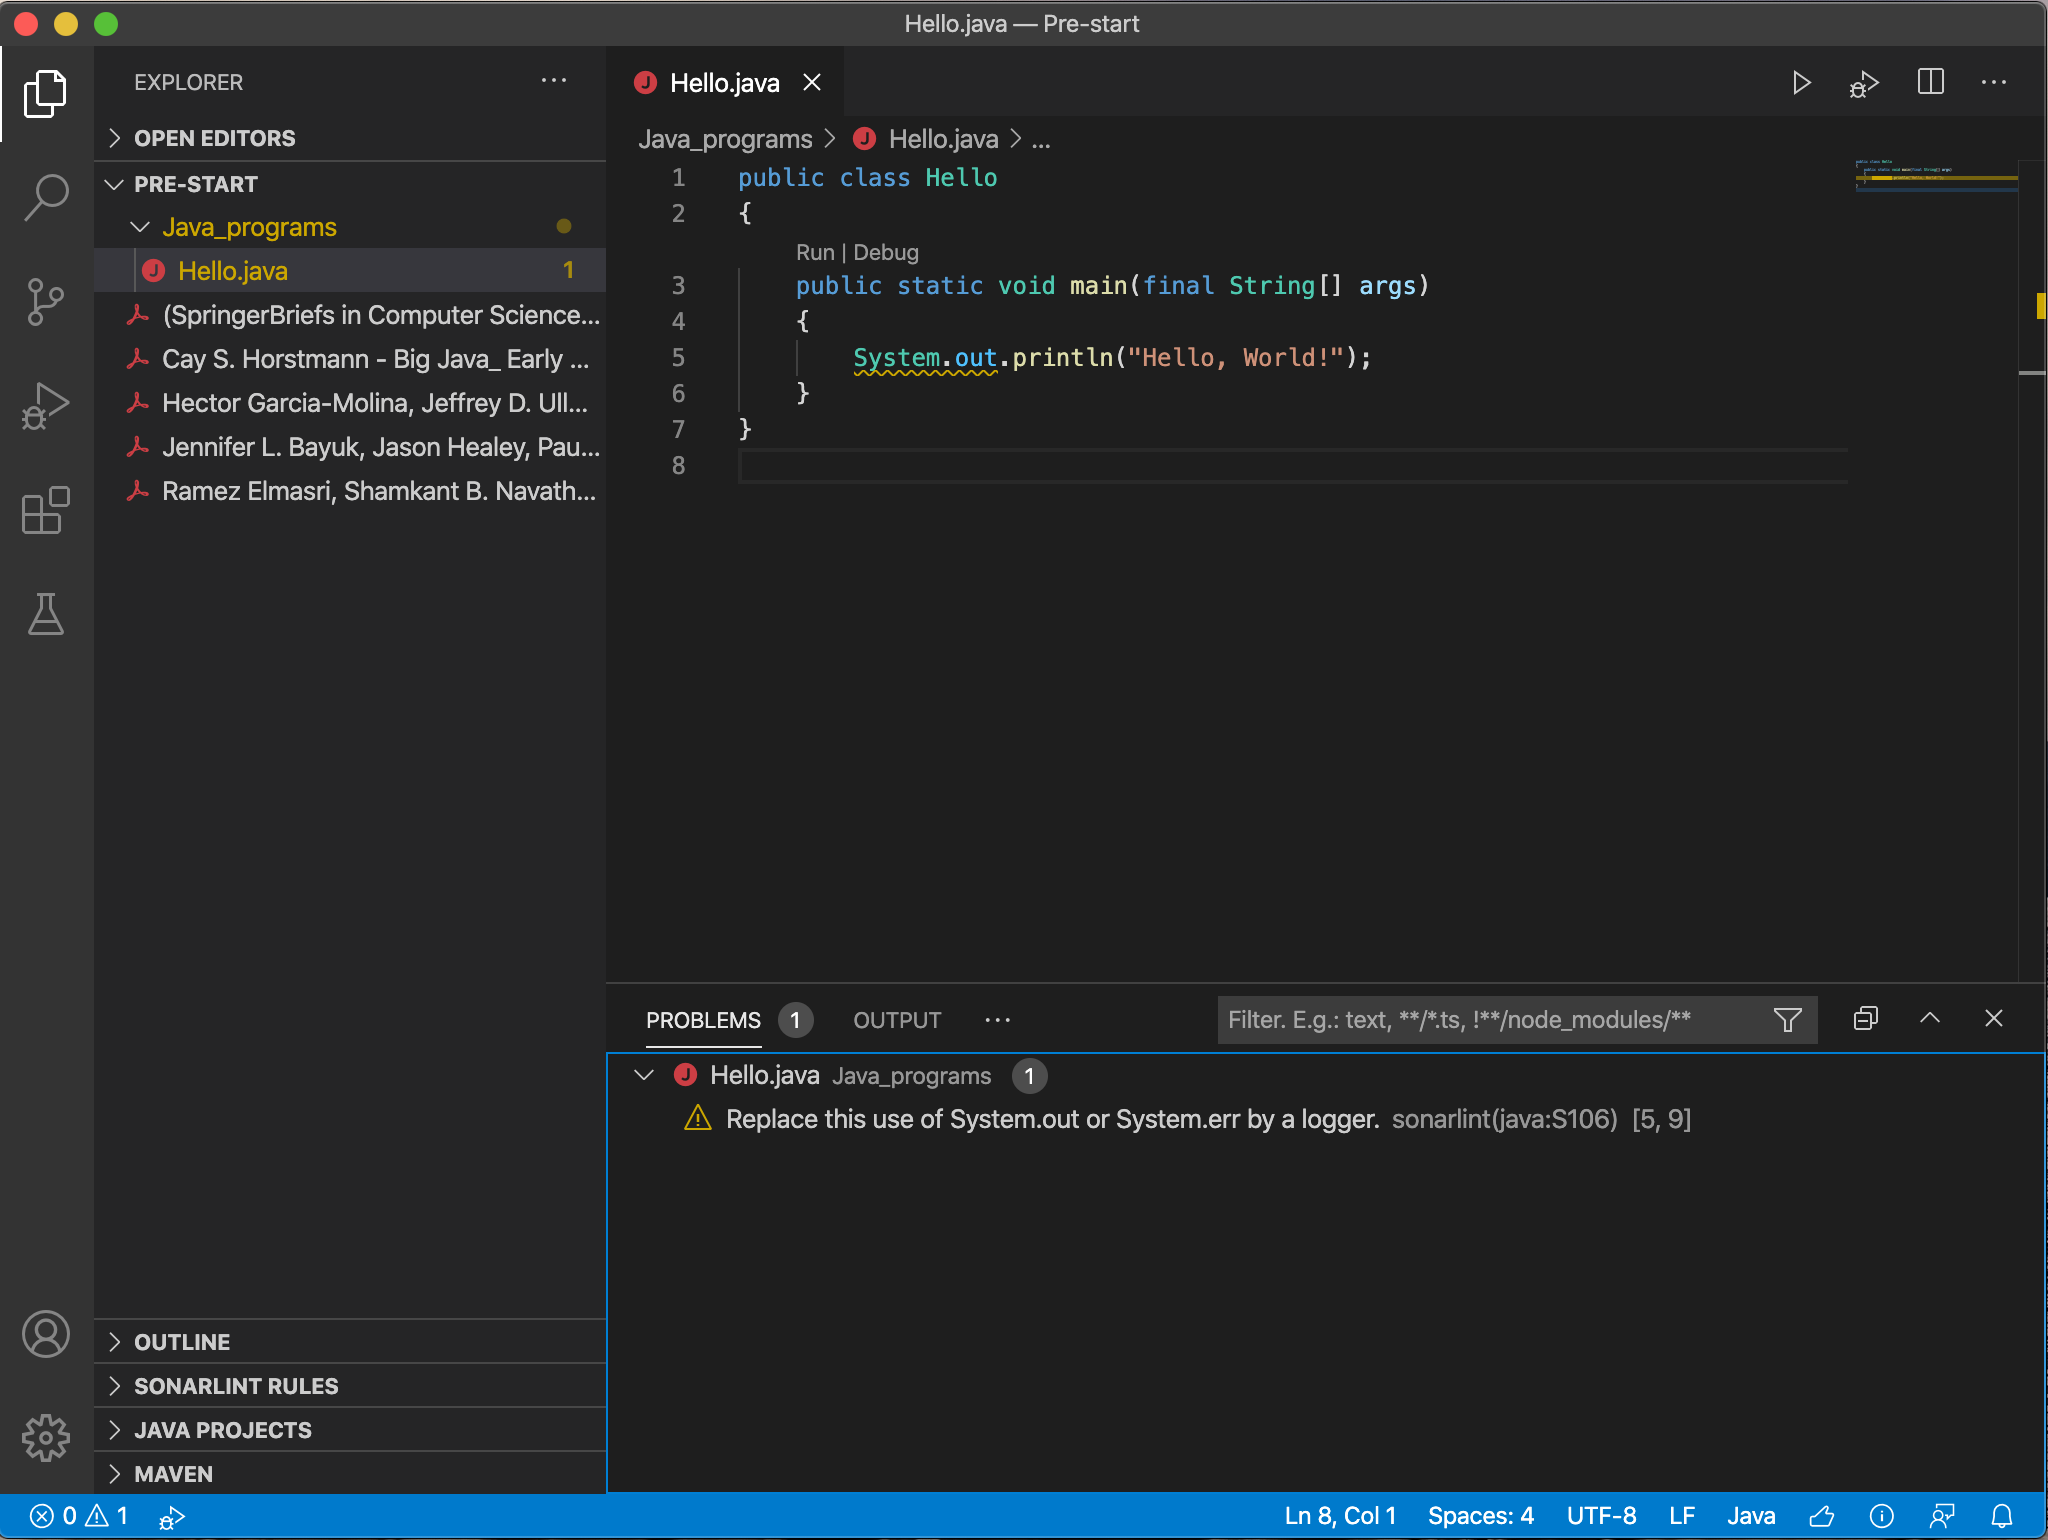 Hello.java — Pre-start
EXPLORER
OPEN EDITORS
PRE-START
Java_programs
Hello.java 1
(SpringerBriefs in Computer Science...
Cay S. Horstmann - Big Java_ Early ...
Hector Garcia-Molina, Jeffrey D. Ull...
Jennifer L. Bayuk, Jason Healey, Pau...
Ramez Elmasri, Shamkant B. Navath...
OUTLINE
SONARLINT RULES
JAVA PROJECTS
MAVEN
Hello.java
Java_programs > Hello.java > ...
1 public class Hello
2 {
Run | Debug
3 public static void main(final String[] args)
4 {
5 System.out.println("Hello, World!");
6 }
7 }
8
PROBLEMS 1 OUTPUT ... Filter. E.g.: text, **/*.ts, !**/node_modules/**
Hello.java Java_programs 1
Replace this use of System.out or System.err by a logger. sonarlint(java:S106) [5, 9]
0 1 Ln 8, Col 1 Spaces: 4 UTF-8 LF Java